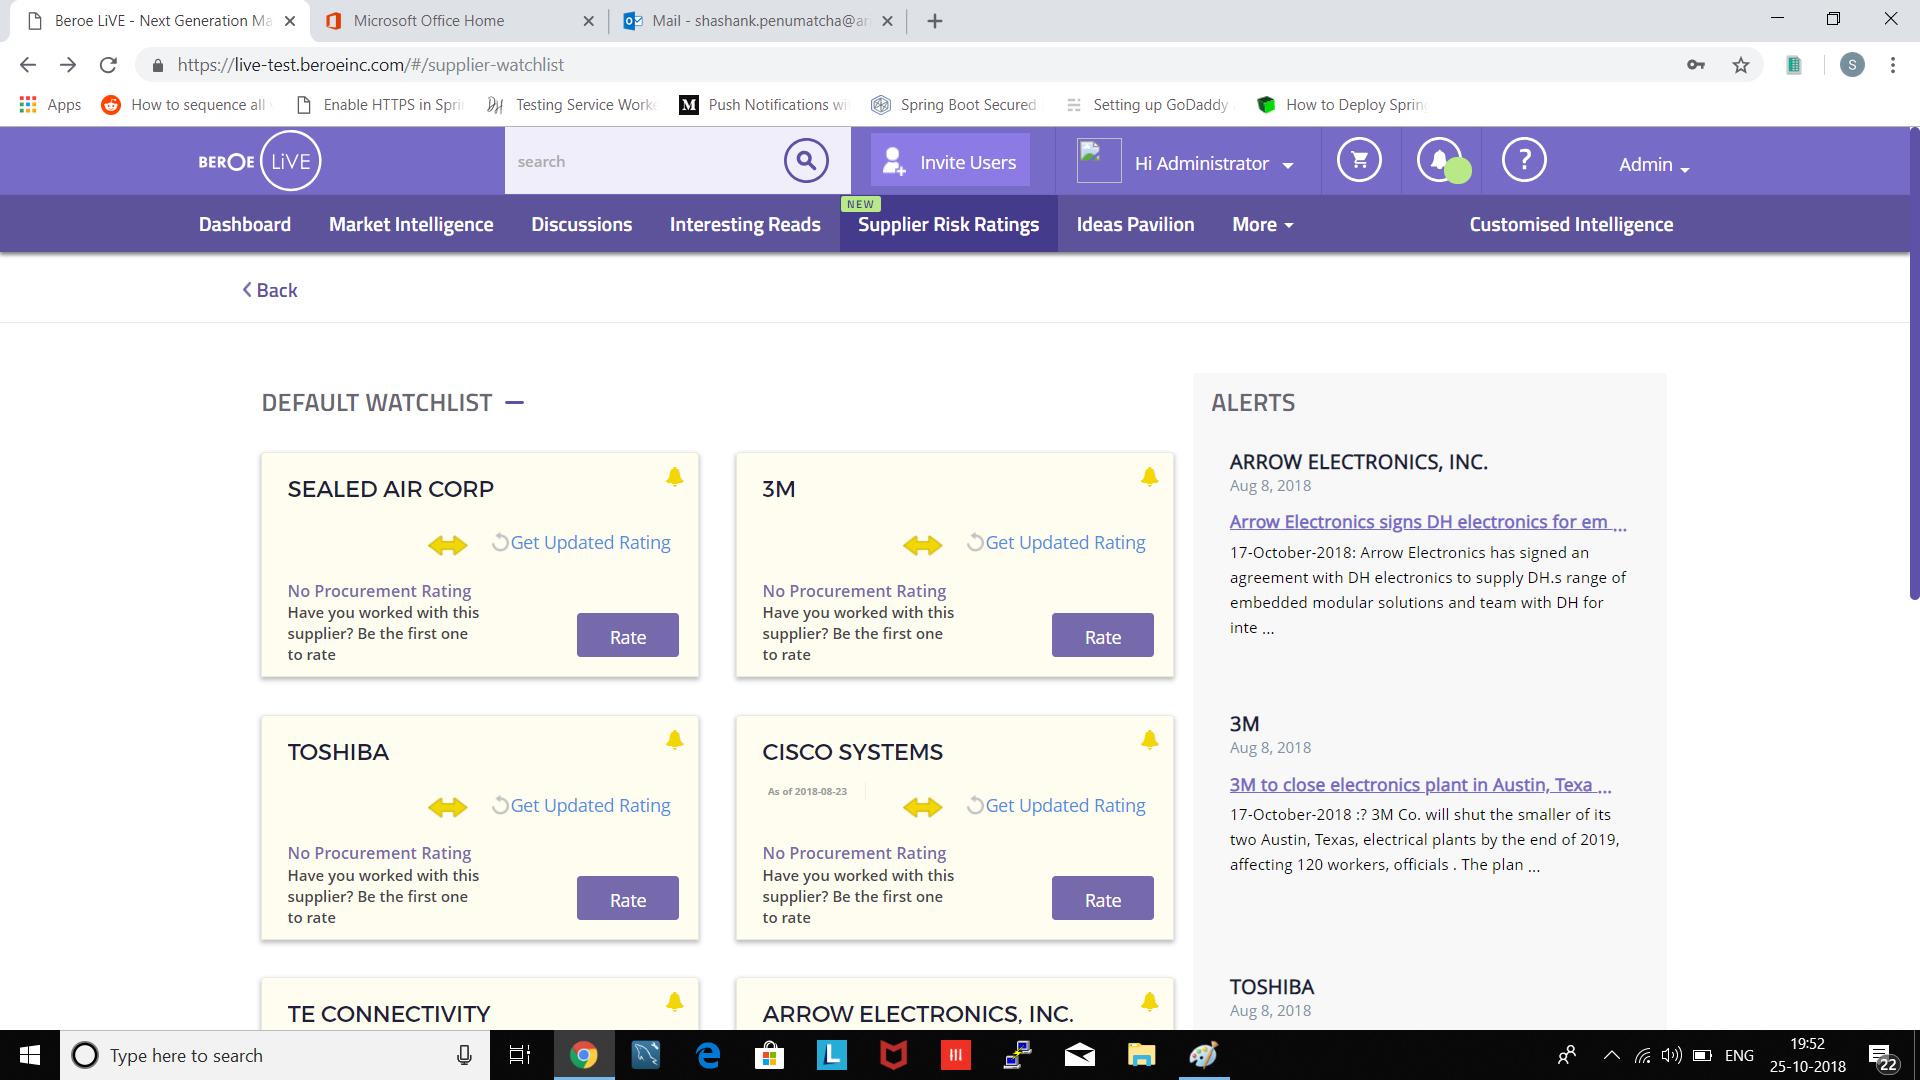 Beroe LiVE - Next Generation Ma
Microsoft Office Home
Mail - shashank.penumatcha@ar
https://live-test.beroeinc.com/#/supplier-watchlist
S
Apps
How to sequence all
Enable HTTPS in Spri
Testing Service Worke
Push Notifications wi
Spring Boot Secured
Setting up GoDaddy
How to Deploy Spring
BEROE LiVE
search
Invite Users
Hi Administrator
?
Admin
Dashboard
Market Intelligence
Discussions
Interesting Reads
NEW
Supplier Risk Ratings
Ideas Pavilion
More
Customised Intelligence
Back
DEFAULT WATCHLIST
SEALED AIR CORP
Get Updated Rating
No Procurement Rating
Have you worked with this
supplier? Be the first one
to rate
Rate
3M
Get Updated Rating
No Procurement Rating
Have you worked with this
supplier? Be the first one
to rate
Rate
TOSHIBA
Get Updated Rating
No Procurement Rating
Have you worked with this
supplier? Be the first one
to rate
Rate
CISCO SYSTEMS
As of 2018-08-23
Get Updated Rating
No Procurement Rating
Have you worked with this
supplier? Be the first one
to rate
Rate
TE CONNECTIVITY
ARROW ELECTRONICS, INC.
ALERTS
ARROW ELECTRONICS, INC.
Aug 8, 2018
Arrow Electronics signs DH electronics for em ...
17-October-2018: Arrow Electronics has signed an
agreement with DH electronics to supply DH.s range of
embedded modular solutions and team with DH for
inte ...
3M
Aug 8, 2018
3M to close electronics plant in Austin, Texa ...
17-October-2018 :? 3M Co. will shut the smaller of its
two Austin, Texas, electrical plants by the end of 2019,
affecting 120 workers, officials . The plan ...
TOSHIBA
Aug 8, 2018
Type here to search
ENG
19:52
25-10-2018
22